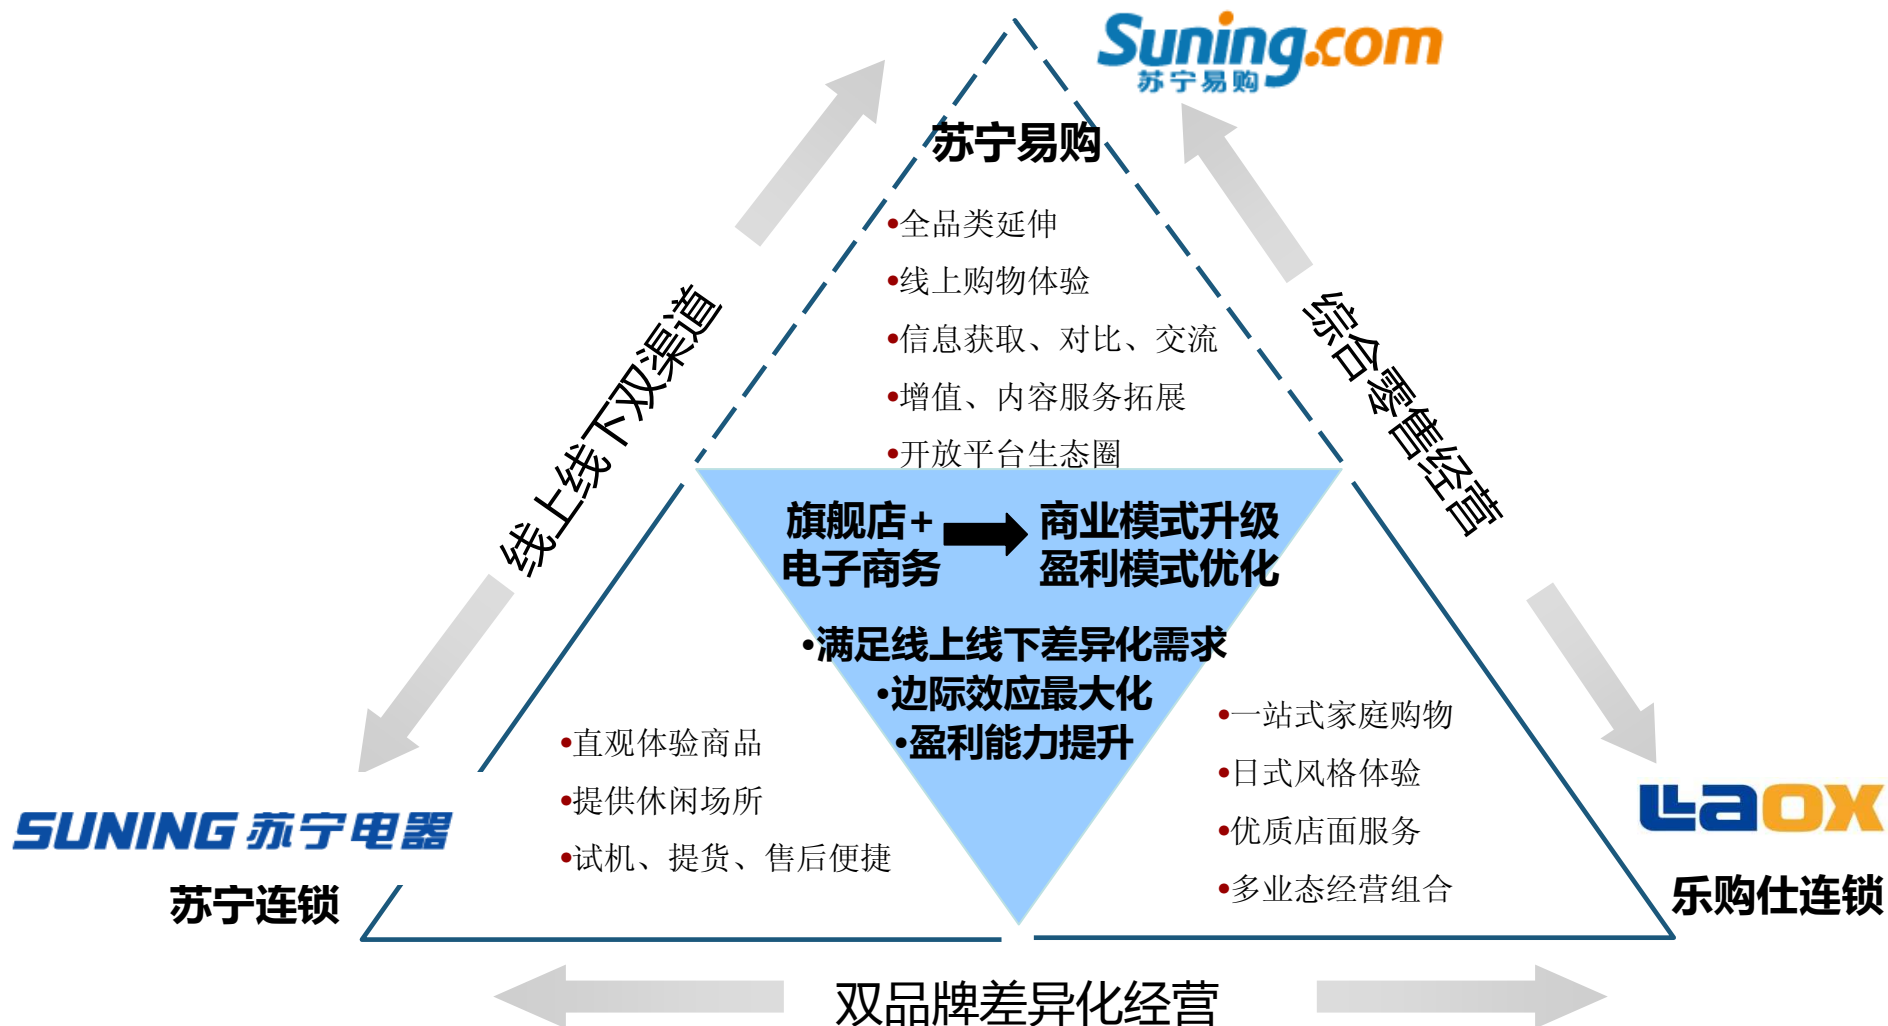 Suning.com
苏宁易购
苏宁易购
•全品类延伸
•线上购物体验
•信息获取、对比、交流
•增值、内容服务拓展
•开放平台生态圈
线上线下双渠道
综合零售经营
旗舰店+
电子商务
商业模式升级
盈利模式优化
•满足线上线下差异化需求
•边际效应最大化
•盈利能力提升
•直观体验商品
•提供休闲场所
•试机、提货、售后便捷
•一站式家庭购物
•日式风格体验
•优质店面服务
•多业态经营组合
SUNING 苏宁电器
苏宁连锁
LAOX
乐购仕连锁
双品牌差异化经营